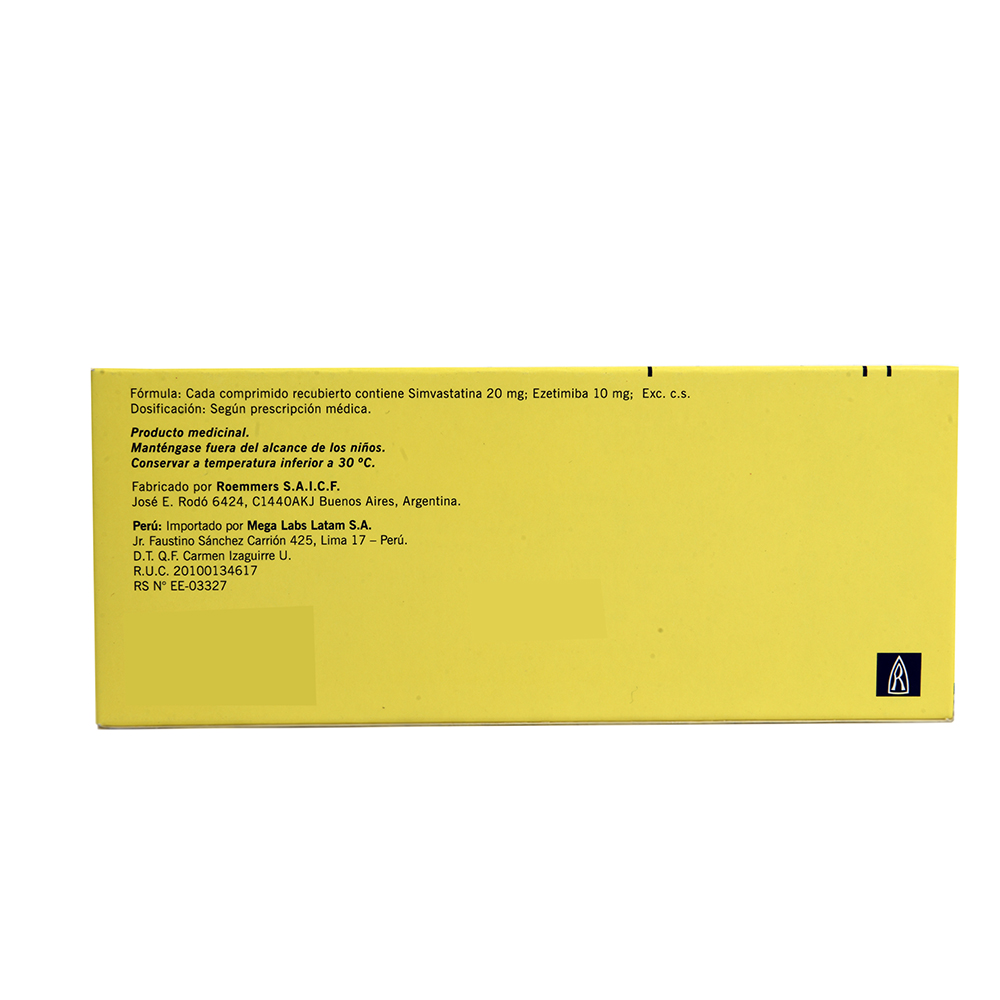 Fórmula: Cada comprimido recubierto contiene Simvastatina 20 mg; Ezetimiba 10 mg; Exc. c.s.
Dosificación: Según prescripción médica.
Producto medicinal.
Manténgase fuera del alcance de los niños.
Conservar a temperatura inferior a 30 ºC.
Fabricado por Roemmers S.A.I.C.F.
José E. Rodó 6424, C1440AKJ Buenos Aires, Argentina.
Perú: Importado por Mega Labs Latam S.A.
Jr. Faustino Sánchez Carrión 425, Lima 17 – Perú.
D.T. Q.F. Carmen Izaguirre U.
R.U.C. 20100134617
RS N° EE-03327
R